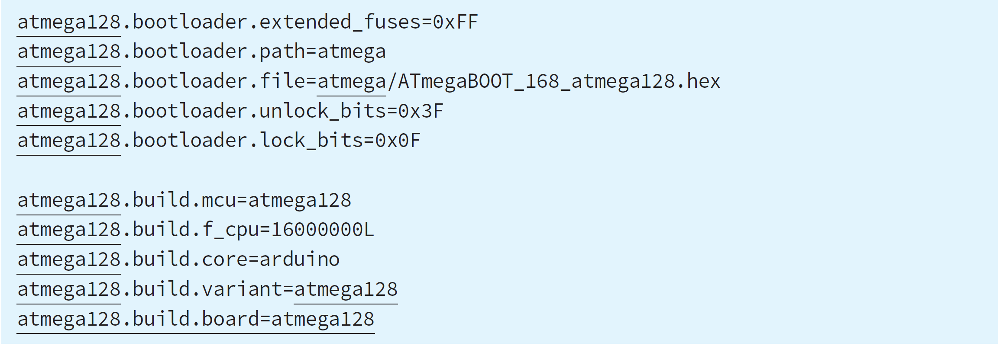 atmega128.bootloader.extended_fuses=0xFF
atmega128.bootloader.path=atmega
atmega128.bootloader.file=atmega/ATmegaBOOT_168_atmega128.hex
atmega128.bootloader.unlock_bits=0x3F
atmega128.bootloader.lock_bits=0x0F
atmega128.build.mcu=atmega128
atmega128.build.f_cpu=16000000L
atmega128.build.core=arduino
atmega128.build.variant=atmega128
atmega128.build.board=atmega128